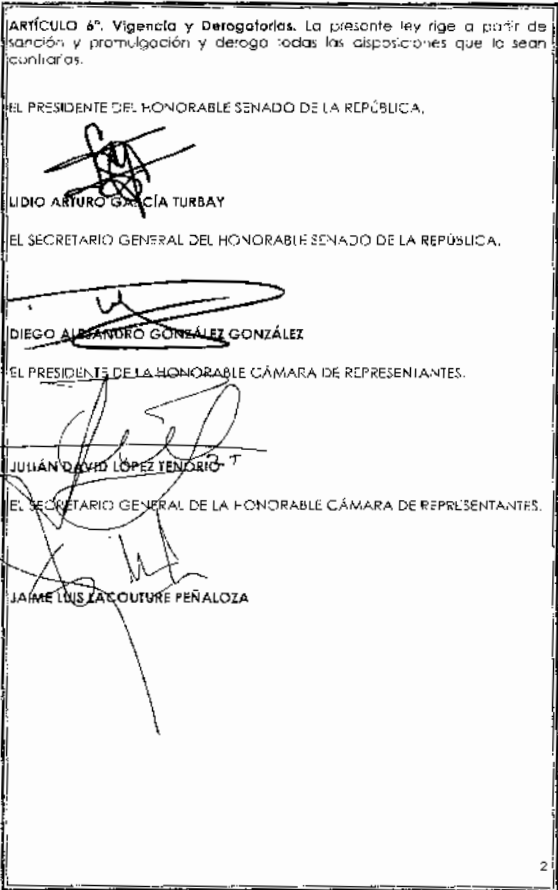 ARTÍCULO 6°. Vigencia y Derogatorias. La presente ley rige a partir de
sanción y promulgación y deroga todas las disposiciones que le sean
contrarias.
EL PRESIDENTE DEL HONORABLE SENADO DE LA REPÚBLICA,
LIDIO ARTURO GARCÍA TURBAY
EL SECRETARIO GENERAL DEL HONORABLE SENADO DE LA REPÚBLICA,
DIEGO ALEJANDRO GONZÁLEZ GONZÁLEZ
EL PRESIDENTE DE LA HONORABLE CÁMARA DE REPRESENTANTES.
JULIÁN DAVID LÓPEZ TENORIO
EL SECRETARIO GENERAL DE LA HONORABLE CÁMARA DE REPRESENTANTES.
JAIME LUIS LACOUTURE PEÑALOZA
2